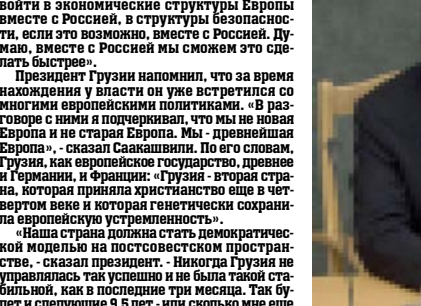 войти в экономические структуры Европы
вместе с Россией, в структуры безопаснос-
ти, если это возможно, вместе с Россией. Ду-
маю, вместе с Россией мы сможем это сде-
лать быстрее».
Президент Грузии напомнил, что за время
нахождения у власти он уже встретился со
многими европейскими политиками. «В раз-
говоре с ними я подчеркивал, что мы не новая
Европа и не старая Европа. Мы - древнейшая
Европа», - сказал Саакашвили. По его словам,
Грузия, как европейское государство, древнее
и Германии, и Франции: «Грузия - вторая стра-
на, которая приняла христианство еще в чет-
вертом веке и которая генетически сохрани-
ла европейскую устремленность».
«Наша страна должна стать демократичес-
кой моделью на постсоветском простран-
стве, - сказал президент. - Никогда Грузия не
управлялась так успешно и не была такой ста-
бильной, как в последние три месяца. Так бу-
дет и следующие 9,5 лет - или сколько мне еще